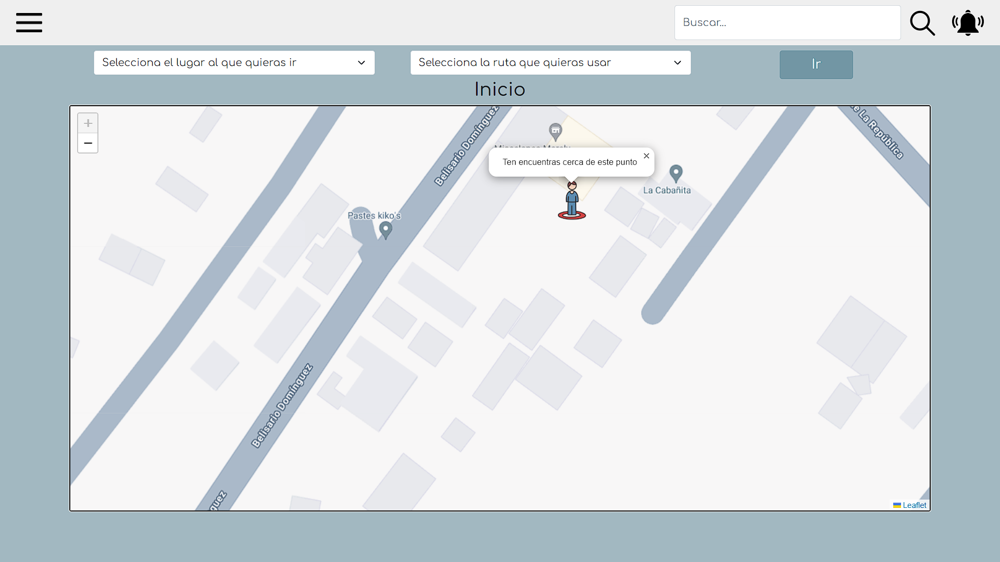 Buscar...
Selecciona el lugar al que quieras ir
Selecciona la ruta que quieras usar
Ir
Inicio
+
−
Belisario Domínguez
de La República
Ten encuentras cerca de este punto
×
La Cabañita
Pastes kiko's
Belisario Domínguez
guez
Leaflet